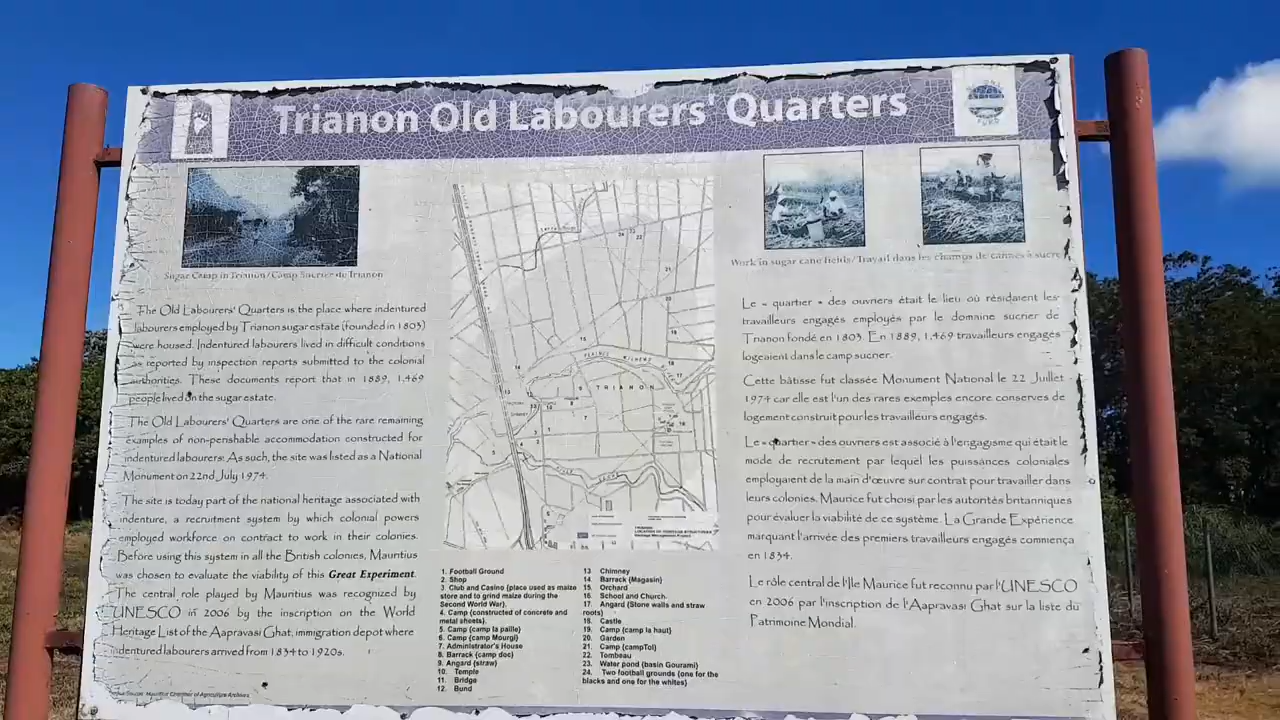 Trianon Old Labourers' Quarters
Sugar Camp in Trianon/Camp Sucrier de Trianon
The Old Labourers' Quarters is the place where indentured
labourers employed by Trianon sugar estate (founded in 1803)
were housed. Indentured labourers lived in difficult conditions
as reported by inspection reports submitted to the colonial
authorities. These documents report that in 1889, 1,469
people lived on the sugar estate.
The Old Labourers' Quarters are one of the rare remaining
examples of non-perishable accommodation constructed for
indentured labourers. As such, the site was listed as a National
Monument on 22nd July 1974.
The site is today part of the national heritage associated with
indenture, a recruitment system by which colonial powers
employed workforce on contract to work in their colonies.
Before using this system in all the British colonies, Mauritius
was chosen to evaluate the viability of this Great Experiment.
The central role played by Mauritius was recognized by
UNESCO in 2006 by the inscription on the World
Heritage List of the Aapravasi Ghat, immigration depot where
indentured labourers arrived from 1834 to 1920s.
Mauritius Chamber of Agriculture Archives
TRIANON
1. Football Ground
2. Shop
3. Club and Casino (place used as maize
store and to grind maize during the
Second World War).
4. Camp (constructed of concrete and
metal sheets).
5. Camp (camp la paille)
6. Camp (camp Mourgi)
7. Administrator's House
8. Barrack (camp doc)
9. Angard (straw)
10. Temple
11. Bridge
12. Bund
13 Chimney
14. Barrack (Magasin)
15. Orchard
16. School and Church.
17. Angard (Stone walls and straw
roots)
18. Castle
19. Camp (camp la haut)
20. Garden
21. Camp (campTol)
22. Tombeau
23. Water pond (basin Gourami)
24. Two football grounds (one for the
blacks and one for the whites)
Work in sugar cane fields/Travail dans les champs de cannes à sucre
Le « quartier » des ouvriers était le lieu où résidaient les
travailleurs engagés employés par le domaine sucrier de
Trianon fondé en 1803. En 1889, 1,469 travailleurs engagés
logeaient dans le camp sucrier.
Cette bâtisse fut classée Monument National le 22 Juillet
1974 car elle est l'un des rares exemples encore conservés de
logement construit pour les travailleurs engagés.
Le « quartier » des ouvriers est associé à l'engagisme qui était le
mode de recrutement par lequel les puissances coloniales
employaient de la main d'œuvre sur contrat pour travailler dans
leurs colonies. Maurice fut choisi par les autorités britanniques
pour évaluer la viabilité de ce système. La Grande Expérience
marquant l'arrivée des premiers travailleurs engagés commença
en 1834.
Le rôle central de l'Ile Maurice fut reconnu par l'UNESCO
en 2006 par l'inscription de l'Aapravasi Ghat sur la liste du
Patrimoine Mondial.